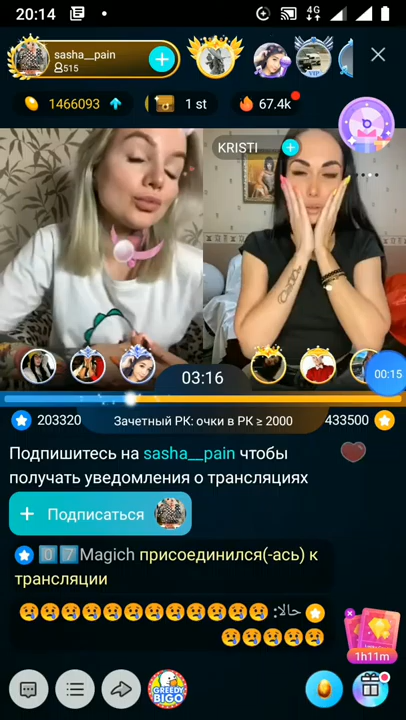 20:14
4G
sasha__pain
515
VIP
1466093
1 st
67.4k
KRISTI
03:16
00:15
203320
Зачетный РК: очки в РК ≥ 2000
433500
Подпишитесь на sasha__pain чтобы
получать уведомления о трансляциях
+ Подписаться
07Magich присоединился(-ась) к
трансляции
حالا: 😢😢😢😢😢😢😢😢😢😢😢😢
😢😢😢😢😢
1h11m
GREEDY
BIGO